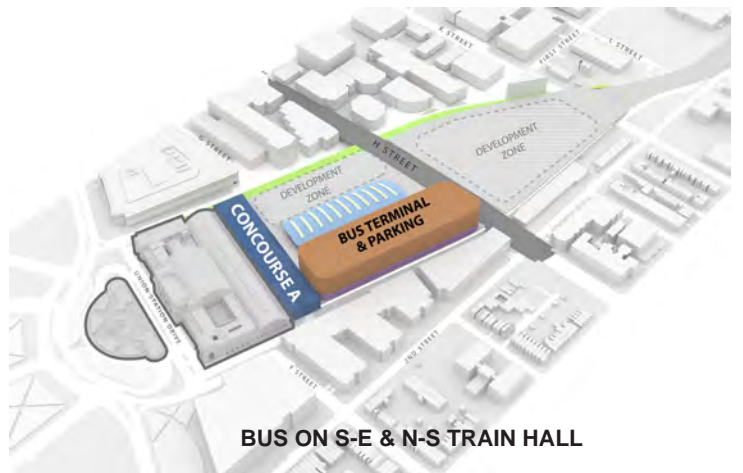 K STREET
FIRST STREET
L STREET
G STREET
H STREET
DEVELOPMENT
ZONE
DEVELOPMENT
ZONE
CONCOURSE A
BUS TERMINAL
& PARKING
UNION STATION DRIVE
F STREET
2ND STREET
BUS ON S-E & N-S TRAIN HALL